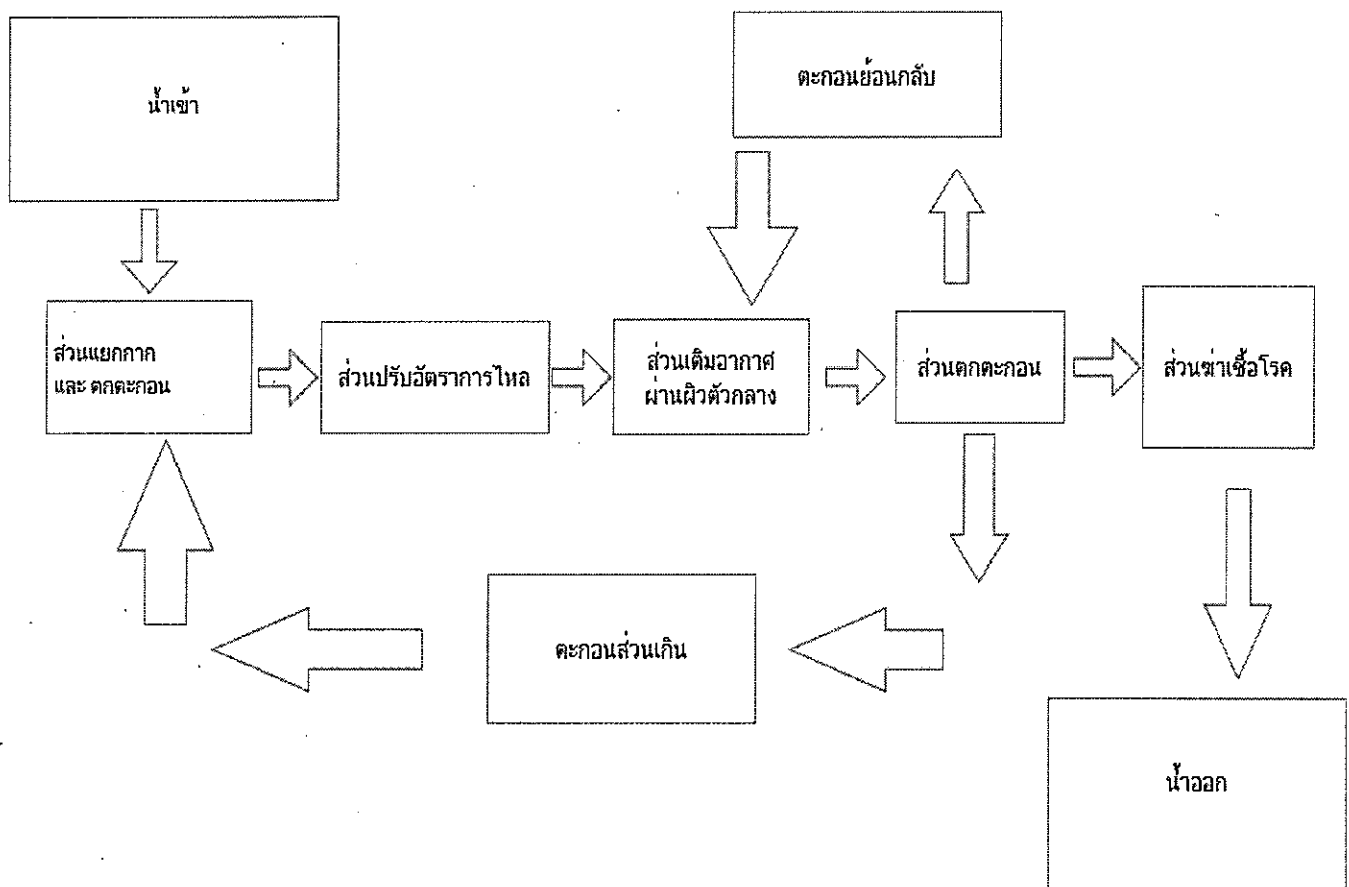 น้ำเข้า
ตะกอนย้อนกลับ
ส่วนแยกกาก
และ ตกตะกอน
ส่วนปรับอัตราการไหล
ส่วนเติมอากาศ
ผ่านผิวตัวกลาง
ส่วนตกตะกอน
ส่วนฆ่าเชื้อโรค
ตะกอนส่วนเกิน
น้ำออก